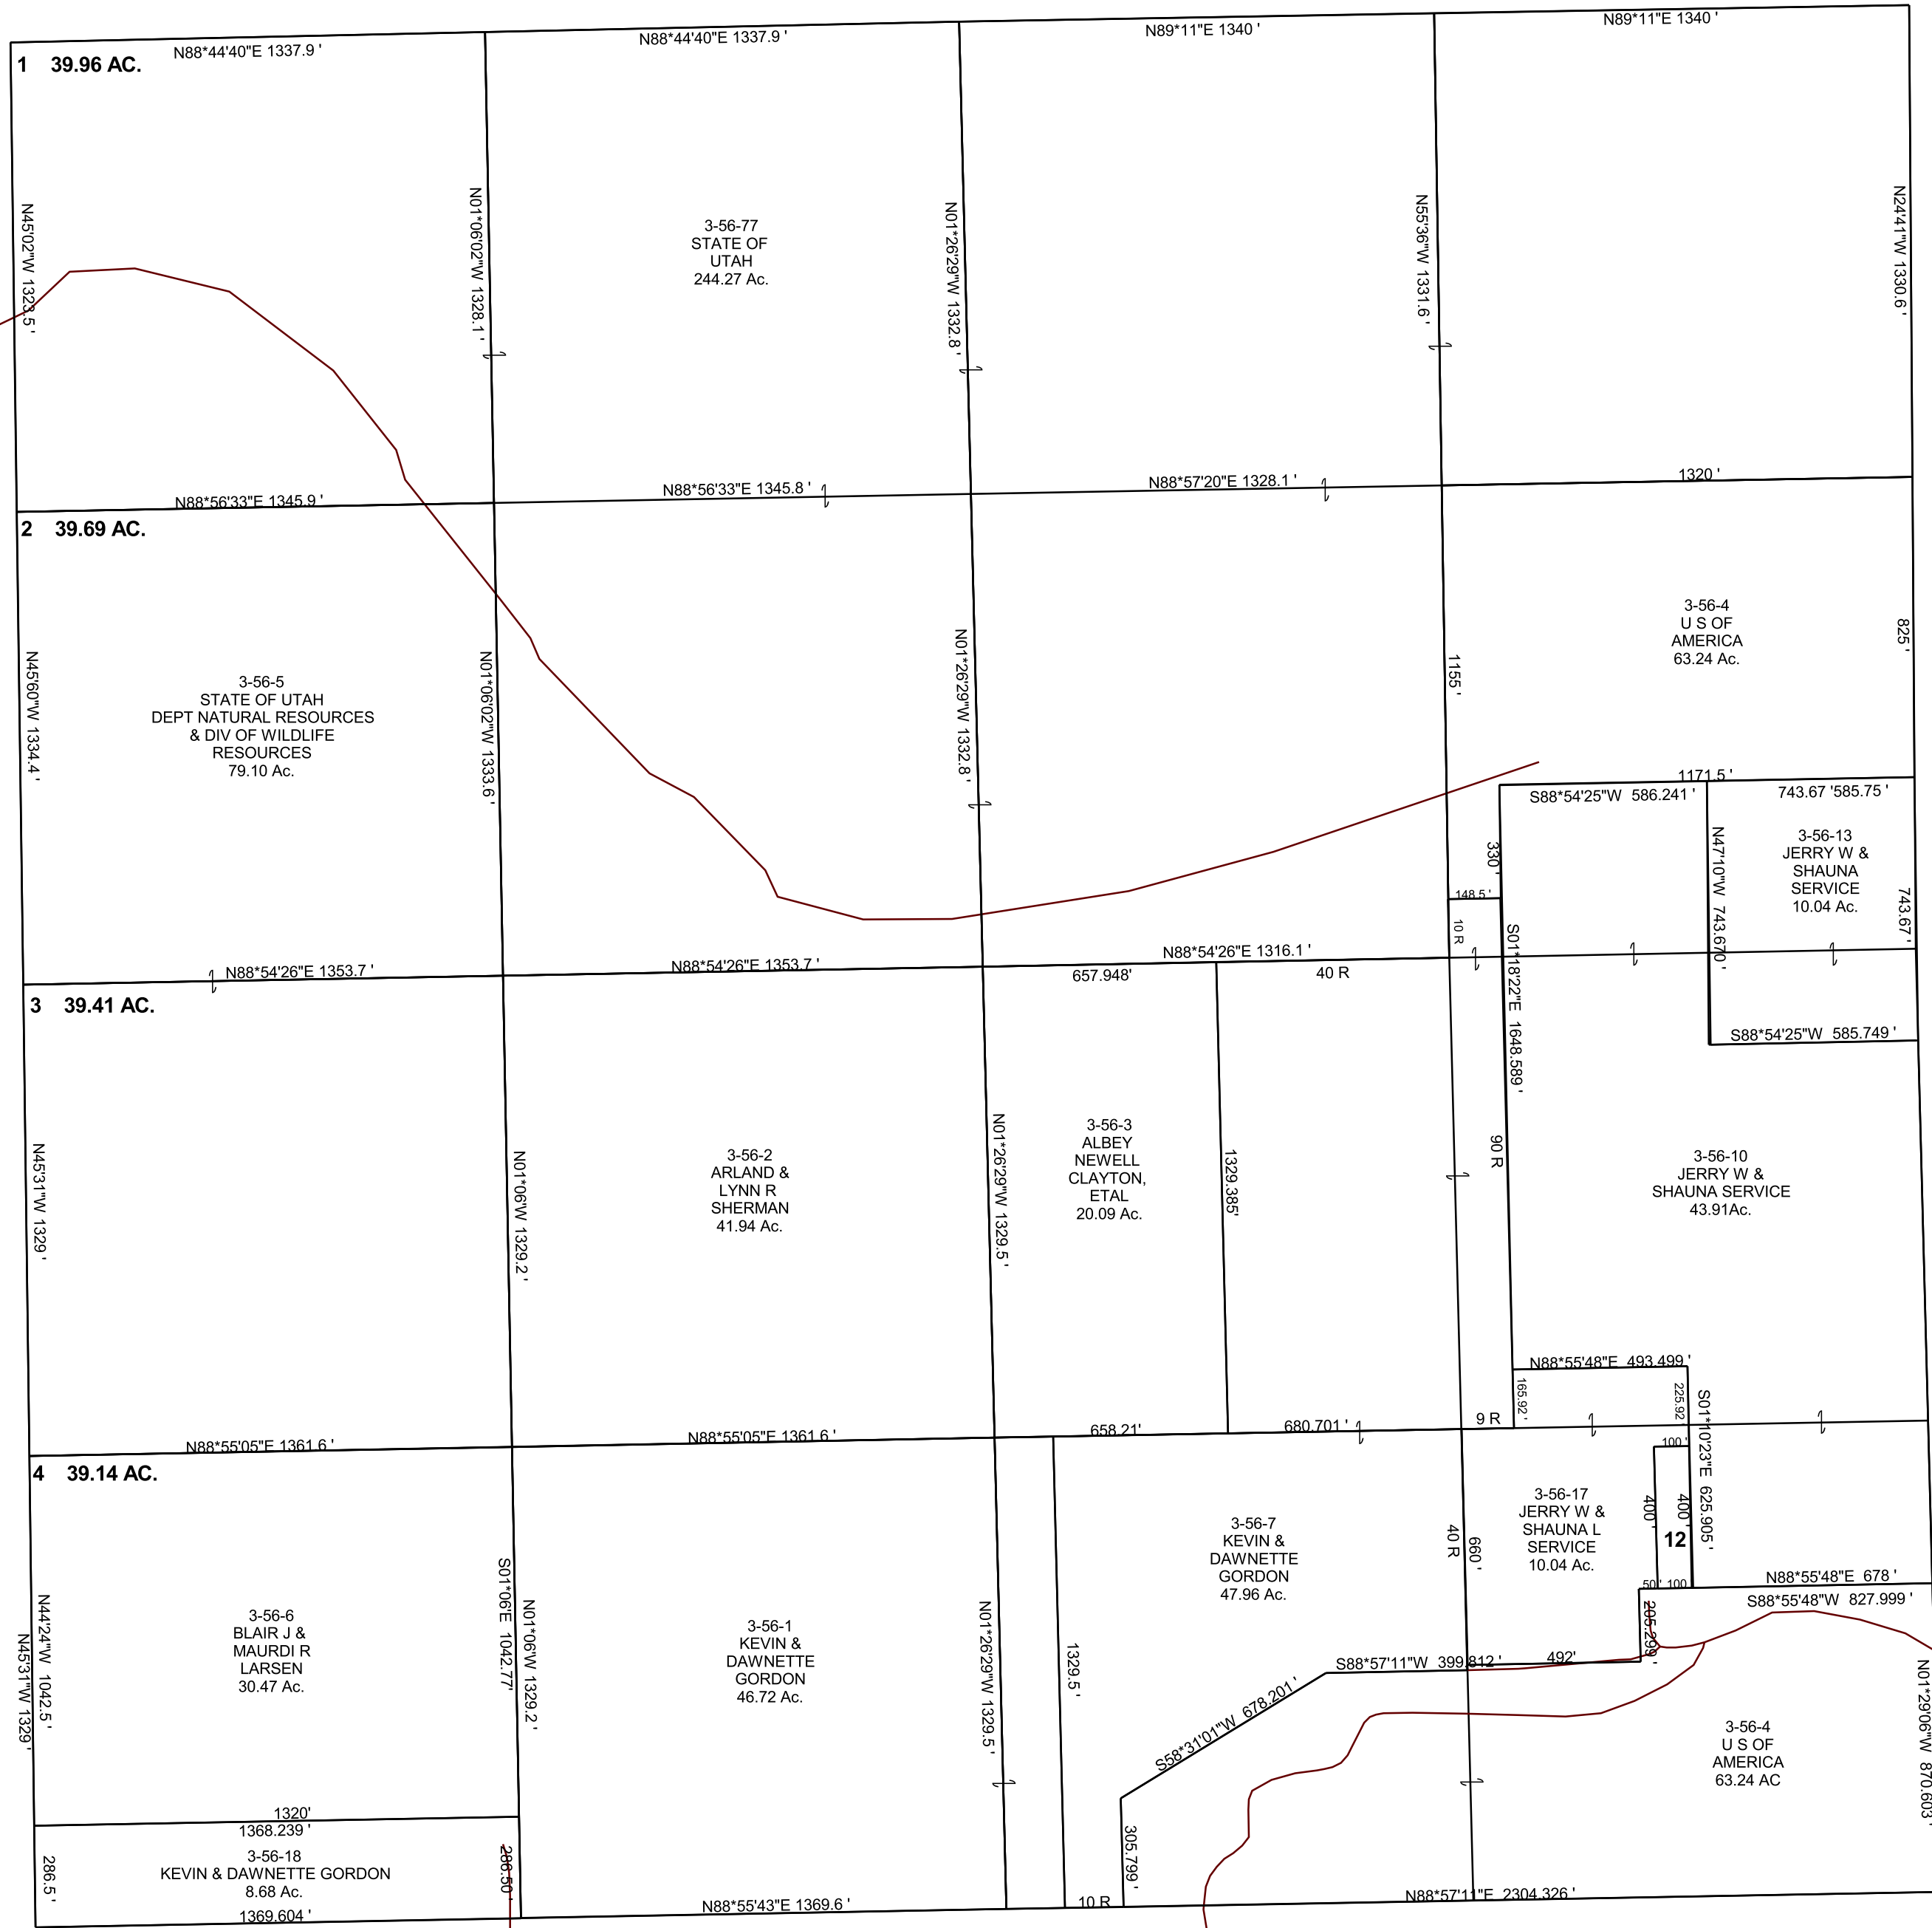 N88*44'40"E 1337.9 '
N88*44'40"E 1337.9 '
N89*11"E 1340 '
N89*11"E 1340 '
1 39.96 AC.
N45'02"W 1323.5 '
N01*06'02"W 1328.1 '
3-56-77
STATE OF
UTAH
244.27 Ac.
N01*26'29"W 1332.8 '
N55'36"W 1331.6 '
N24'41"W 1330.6 '
N88*56'33"E 1345.9 '
N88*56'33"E 1345.8 '
N88*57'20"E 1328.1 '
1320 '
2 39.69 AC.
N45'60"W 1334.4 '
3-56-5
STATE OF UTAH
DEPT NATURAL RESOURCES
& DIV OF WILDLIFE
RESOURCES
79.10 Ac.
N01*06'02"W 1333.6 '
N01*26'29"W 1332.8 '
1155 '
3-56-4
U S OF
AMERICA
63.24 Ac.
825 '
1171.5 '
S88*54'25"W 586.241 '
743.67 '585.75 '
330 '
148.5 '
10 R
N47'10"W 743.670 '
3-56-13
JERRY W &
SHAUNA
SERVICE
10.04 Ac.
743.67 '
N88*54'26"E 1353.7 '
N88*54'26"E 1353.7 '
N88*54'26"E 1316.1 '
657.948'
40 R
S01*18'22"E 1648.589 '
S88*54'25"W 585.749 '
3 39.41 AC.
N45'31"W 1329 '
N01*06'W 1329.2 '
3-56-2
ARLAND &
LYNN R
SHERMAN
41.94 Ac.
N01*26'29"W 1329.5 '
3-56-3
ALBEY
NEWELL
CLAYTON,
ETAL
20.09 Ac.
1329.385'
90 R
3-56-10
JERRY W &
SHAUNA SERVICE
43.91Ac.
N88*55'48"E 493.499 '
165.92 '
225.92 '
N88*55'05"E 1361.6 '
N88*55'05"E 1361.6 '
658.21'
680.701 '
9 R
S01*10'23"E 625.905 '
4 39.14 AC.
100 '
400 '
400 '
12
3-56-17
JERRY W &
SHAUNA L
SERVICE
10.04 Ac.
40 R
660 '
3-56-7
KEVIN &
DAWNETTE
GORDON
47.96 Ac.
50 ' 100
N88*55'48"E 678 '
S88*55'48"W 827.999 '
205.299 '
N44'24"W 1042.5 '
N45'31"W 1329 '
3-56-6
BLAIR J &
MAURDI R
LARSEN
30.47 Ac.
S01*06'E 1042.77'
N01*06'W 1329.2 '
3-56-1
KEVIN &
DAWNETTE
GORDON
46.72 Ac.
N01*26'29"W 1329.5 '
1329.5 '
S88*57'11"W 399.812 '
492'
S58*31'01"W 678.201 '
3-56-4
U S OF
AMERICA
63.24 AC
N01*29'06"W 870.603 '
1320'
1368.239 '
286.5 '
3-56-18
KEVIN & DAWNETTE GORDON
8.68 Ac.
286.50 '
1369.604 '
N88*55'43"E 1369.6 '
305.799 '
10 R
N88*57'11"E 2304.326 '